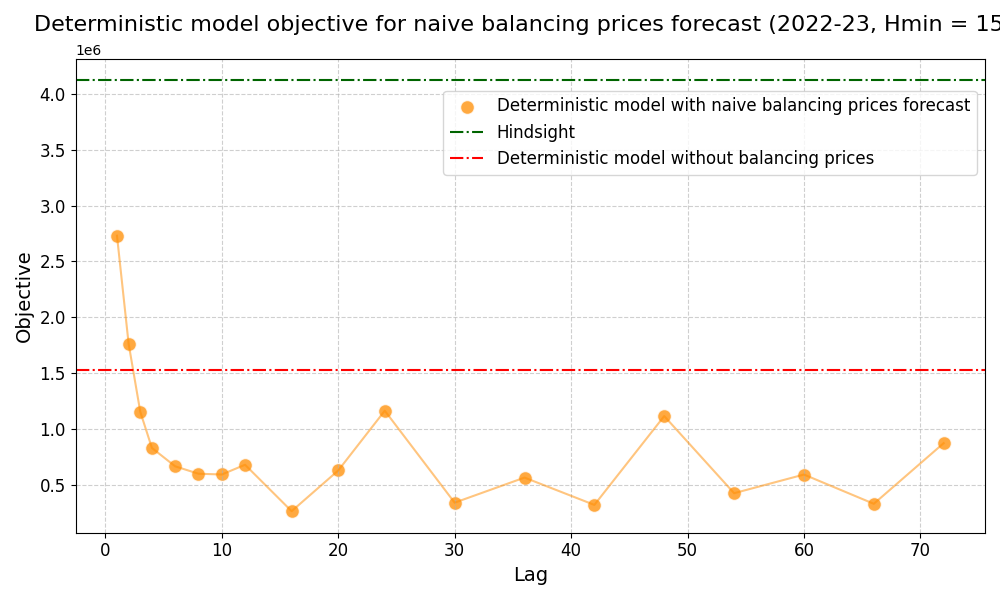 Deterministic model objective for naive balancing prices forecast (2022-23, Hmin = 15
1e6
4.0
3.5
3.0
2.5
2.0
1.5
1.0
0.5
Objective
Deterministic model with naive balancing prices forecast
Hindsight
Deterministic model without balancing prices
0 10 20 30 40 50 60 70
Lag